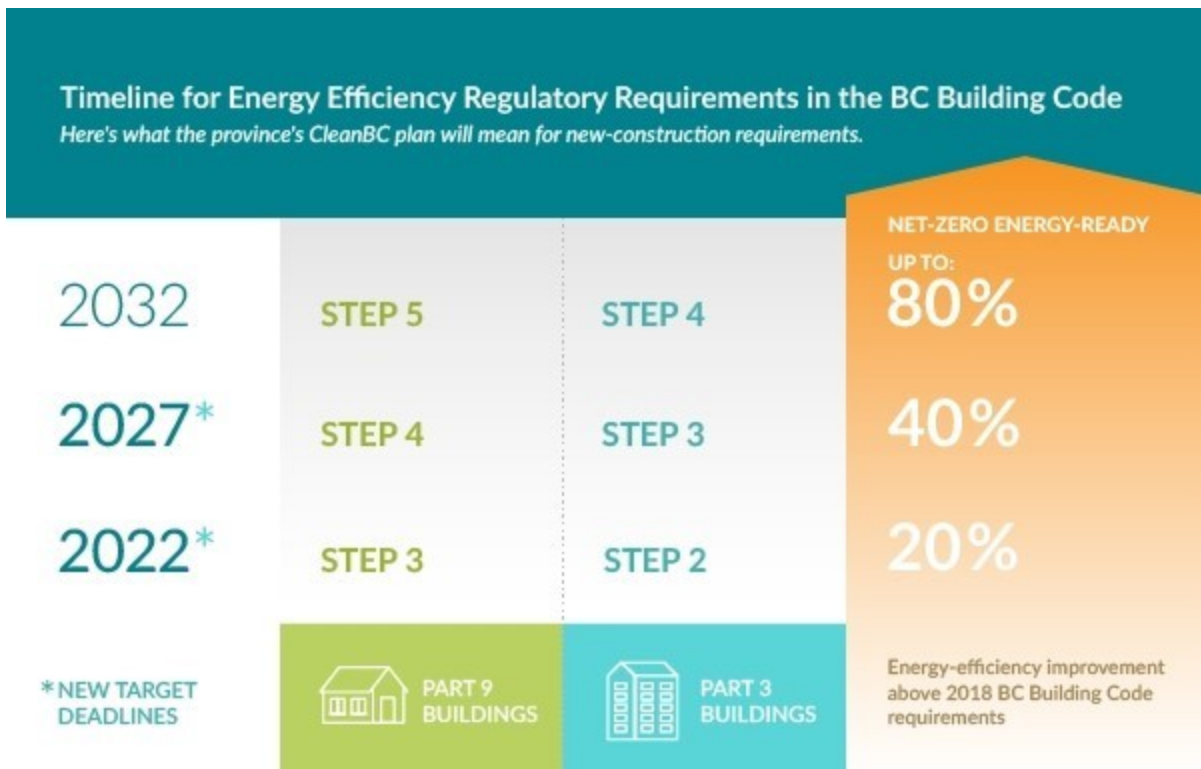 Timeline for Energy Efficiency Regulatory Requirements in the BC Building Code
Here's what the province's CleanBC plan will mean for new-construction requirements.
NET-ZERO ENERGY-READY
UP TO:
2032 STEP 5 STEP 4 80%
2027* STEP 4 STEP 3 40%
2022* STEP 3 STEP 2 20%
*NEW TARGET
DEADLINES
PART 9
BUILDINGS
PART 3
BUILDINGS
Energy-efficiency improvement
above 2018 BC Building Code
requirements